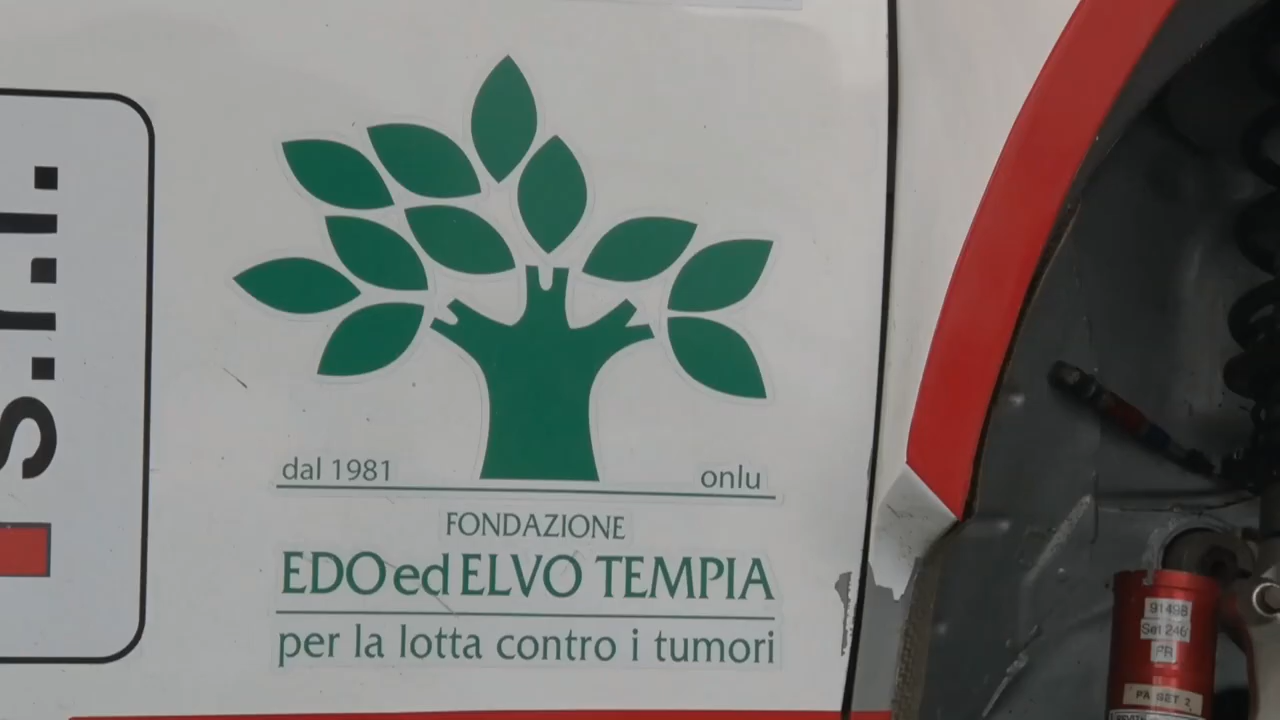 s.r.l.
dal 1981
onlu
FONDAZIONE
EDO ed ELVO TEMPIA
per la lotta contro i tumori
91498
Set 246
FR
PA SET 2